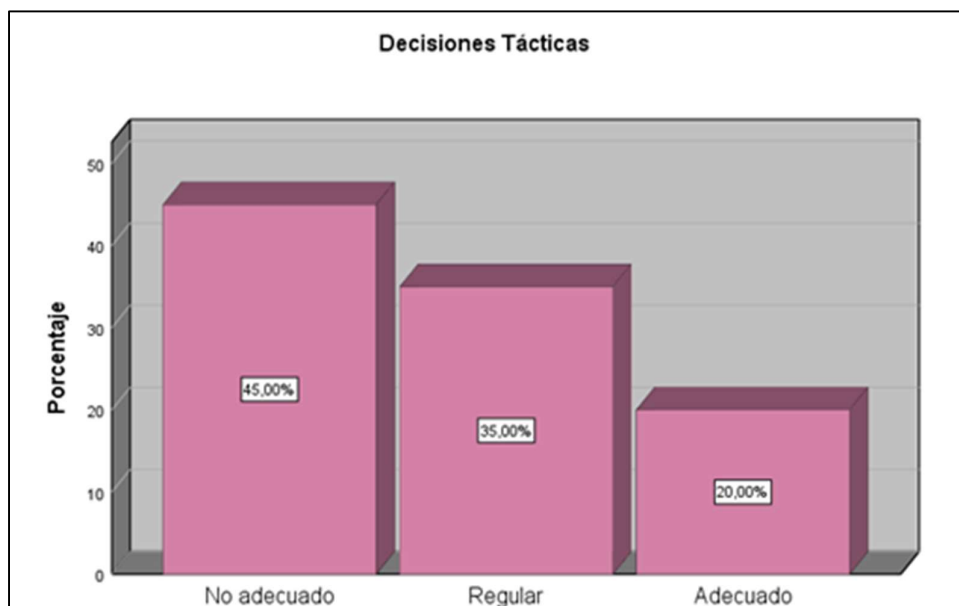 Decisiones Tácticas
Porcentaje
50
40
30
20
10
0
45,00%
35,00%
20,00%
No adecuado
Regular
Adecuado